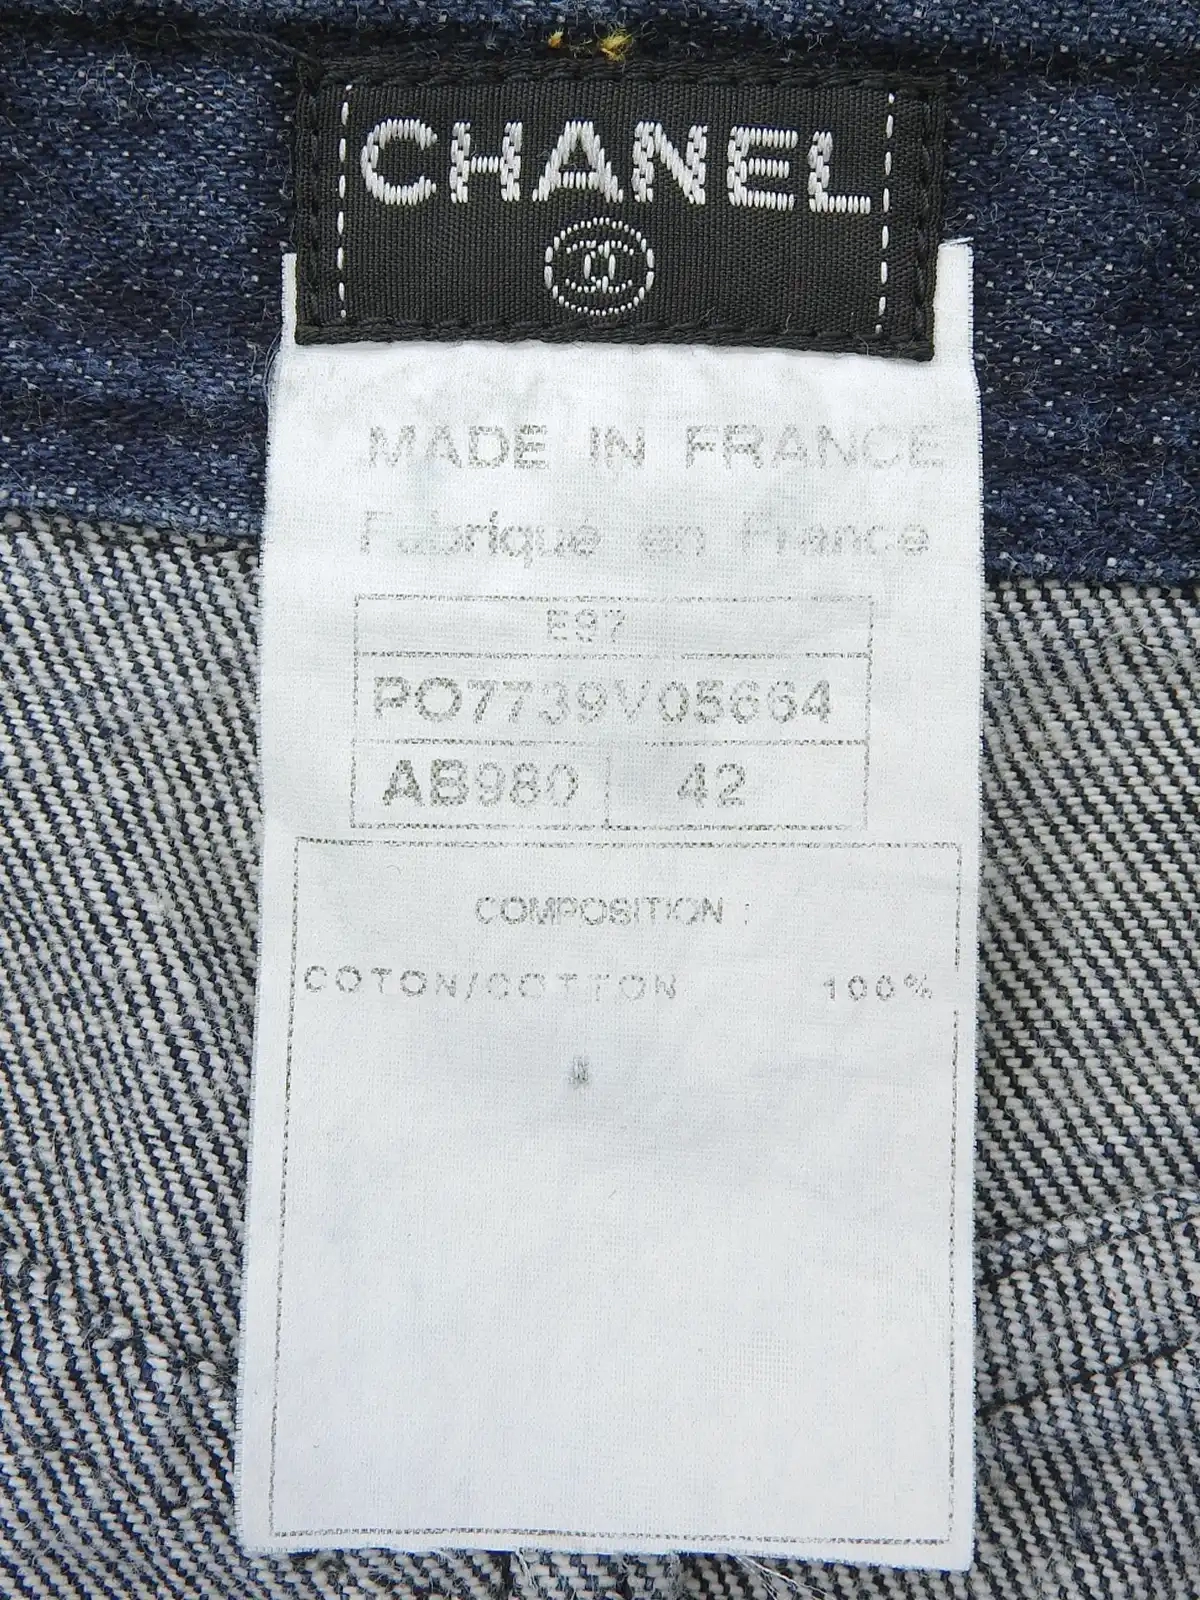 CHANEL
MADE IN FRANCE
Fabriqué en France
E97
PO7739V05664
AB980 42
COMPOSITION :
COTON/COTTON 100%